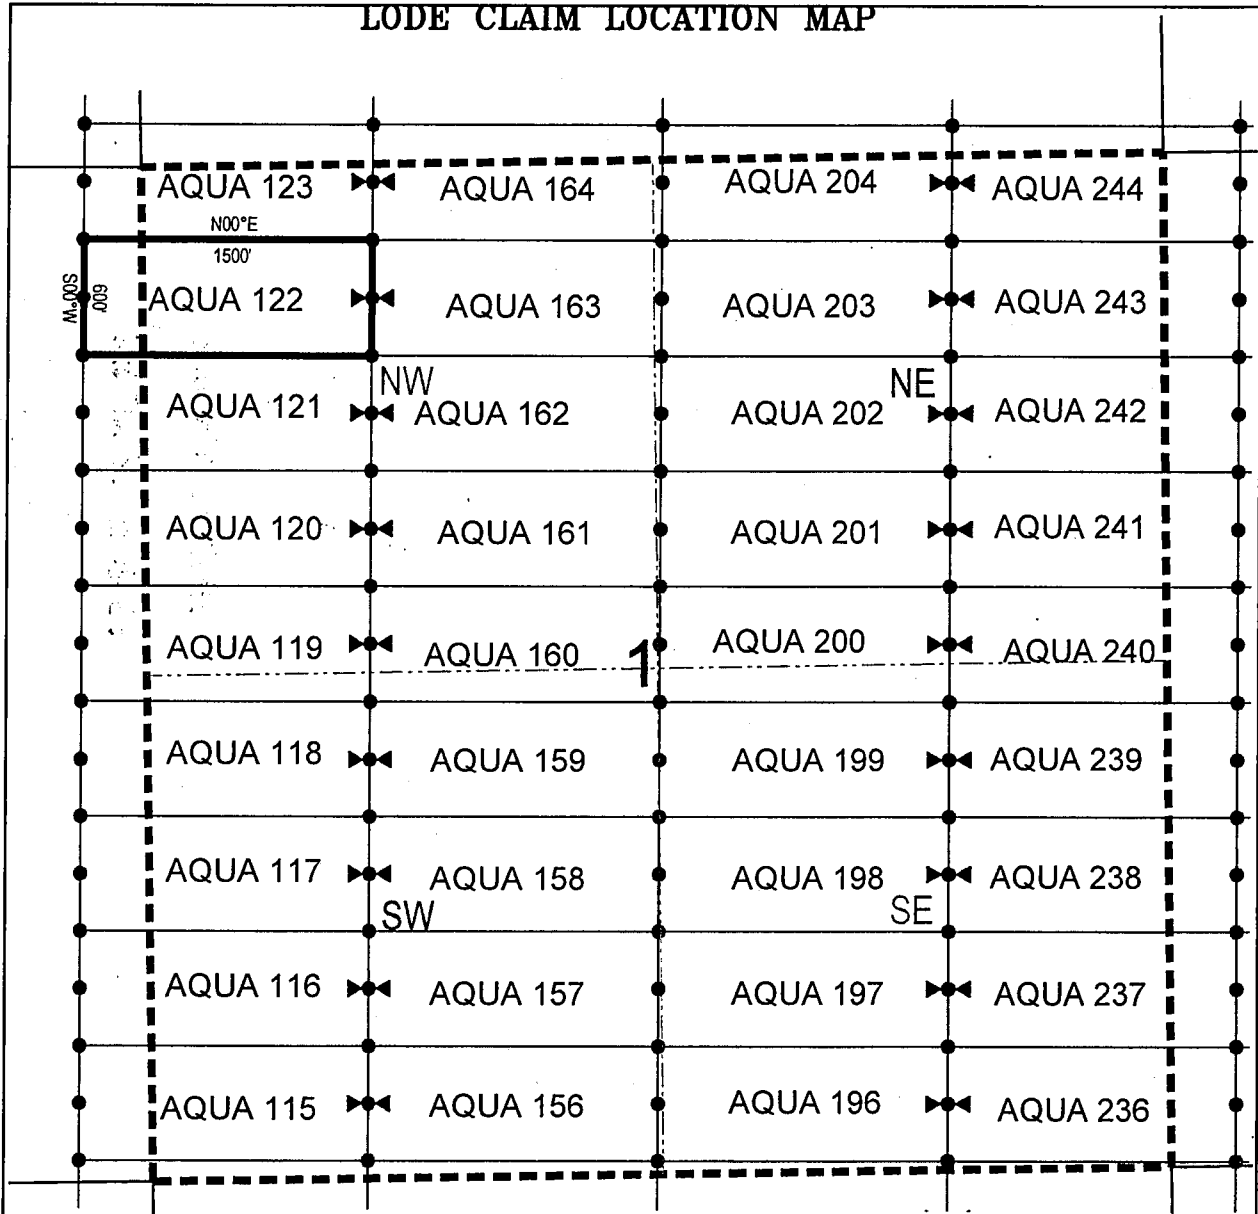 LODE CLAIM LOCATION MAP
AQUA 123 AQUA 164 AQUA 204 AQUA 244
N00°E
1500'
S00°W 600'
AQUA 122 AQUA 163 AQUA 203 AQUA 243
NW NE
AQUA 121 AQUA 162 AQUA 202 AQUA 242
AQUA 120 AQUA 161 AQUA 201 AQUA 241
AQUA 119 AQUA 160 1 AQUA 200 AQUA 240
AQUA 118 AQUA 159 AQUA 199 AQUA 239
AQUA 117 AQUA 158 AQUA 198 AQUA 238
SW SE
AQUA 116 AQUA 157 AQUA 197 AQUA 237
AQUA 115 AQUA 156 AQUA 196 AQUA 236